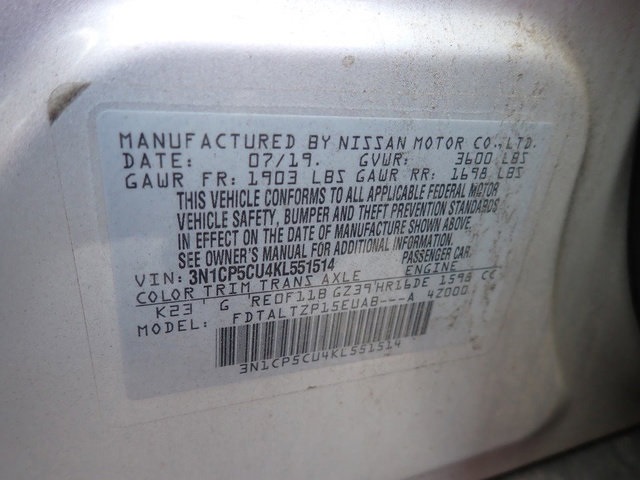 MANUFACTURED BY NISSAN MOTOR CO.,LTD.
DATE: 07/19. GVWR: 3600 LBS
GAWR FR: 1903 LBS GAWR RR: 1698 LBS
THIS VEHICLE CONFORMS TO ALL APPLICABLE FEDERAL MOTOR
VEHICLE SAFETY, BUMPER AND THEFT PREVENTION STANDARDS
IN EFFECT ON THE DATE OF MANUFACTURE SHOWN ABOVE.
SEE OWNER'S MANUAL FOR ADDITIONAL INFORMATION.
VIN: 3N1CP5CU4KL551514 PASSENGER CAR
COLOR TRIM TRANS AXLE ENGINE
K23 G RE0F11B GZ39 HR16DE 1598 CC
MODEL: FDTALTZP15EUAB---A 42000
3N1CP5CU4KL551514